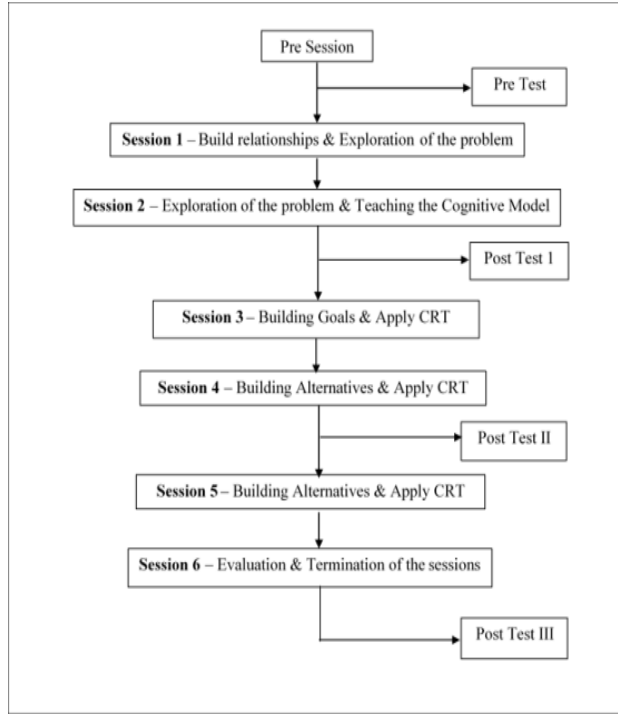 Pre Session
Pre Test
Session 1 – Build relationships & Exploration of the problem
Session 2 – Exploration of the problem & Teaching the Cognitive Model
Post Test I
Session 3 – Building Goals & Apply CRT
Session 4 – Building Alternatives & Apply CRT
Post Test II
Session 5 – Building Alternatives & Apply CRT
Session 6 – Evaluation & Termination of the sessions
Post Test III